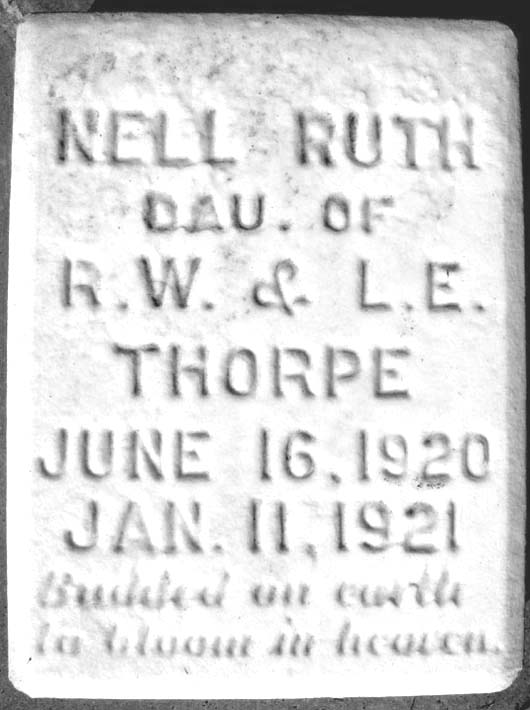 NELL RUTH
DAU. OF
R.W. & L.E.
THORPE
JUNE 16, 1920
JAN. 11, 1921
Budded on earth
to bloom in heaven.